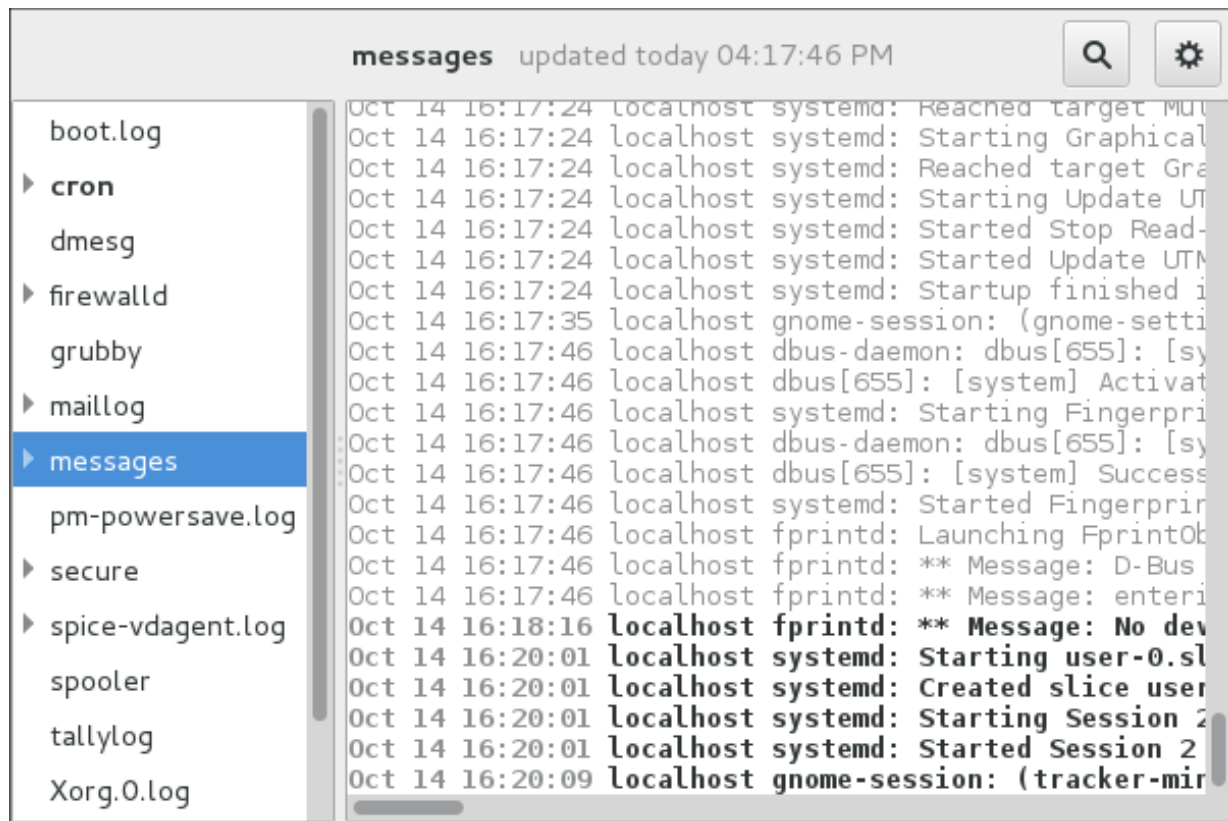 messages updated today 04:17:46 PM
boot.log
cron
dmesg
firewalld
grubby
maillog
messages
pm-powersave.log
secure
spice-vdagent.log
spooler
tallylog
Xorg.0.log
Oct 14 16:17:24 localhost systemd: Reached target Mul
Oct 14 16:17:24 localhost systemd: Starting Graphical
Oct 14 16:17:24 localhost systemd: Reached target Gra
Oct 14 16:17:24 localhost systemd: Starting Update UT
Oct 14 16:17:24 localhost systemd: Started Stop Read-
Oct 14 16:17:24 localhost systemd: Started Update UTM
Oct 14 16:17:24 localhost systemd: Startup finished i
Oct 14 16:17:35 localhost gnome-session: (gnome-setti
Oct 14 16:17:46 localhost dbus-daemon: dbus[655]: [sy
Oct 14 16:17:46 localhost dbus[655]: [system] Activat
Oct 14 16:17:46 localhost systemd: Starting Fingerpri
Oct 14 16:17:46 localhost dbus-daemon: dbus[655]: [sy
Oct 14 16:17:46 localhost dbus[655]: [system] Success
Oct 14 16:17:46 localhost systemd: Started Fingerprin
Oct 14 16:17:46 localhost fprintd: Launching FprintOb
Oct 14 16:17:46 localhost fprintd: ** Message: D-Bus
Oct 14 16:17:46 localhost fprintd: ** Message: enteri
Oct 14 16:18:16 localhost fprintd: ** Message: No dev
Oct 14 16:20:01 localhost systemd: Starting user-0.sl
Oct 14 16:20:01 localhost systemd: Created slice user
Oct 14 16:20:01 localhost systemd: Starting Session 2
Oct 14 16:20:01 localhost systemd: Started Session 2
Oct 14 16:20:09 localhost gnome-session: (tracker-min